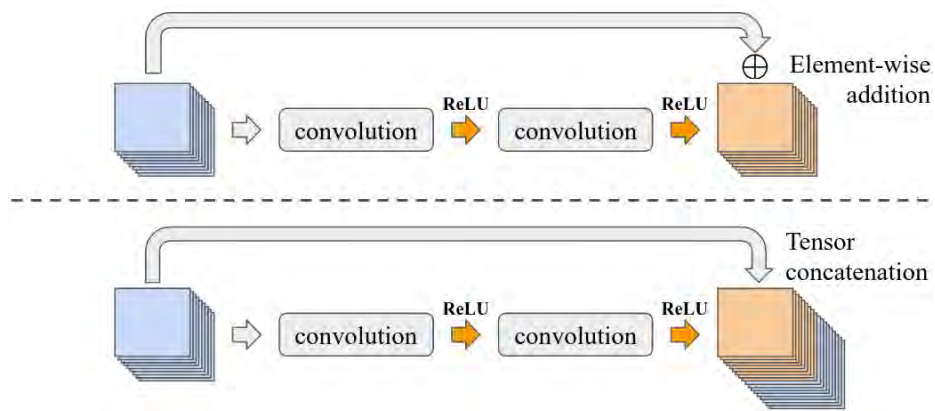 Element-wise
addition
ReLU
ReLU
convolution
convolution
Tensor
concatenation
ReLU
ReLU
convolution
convolution